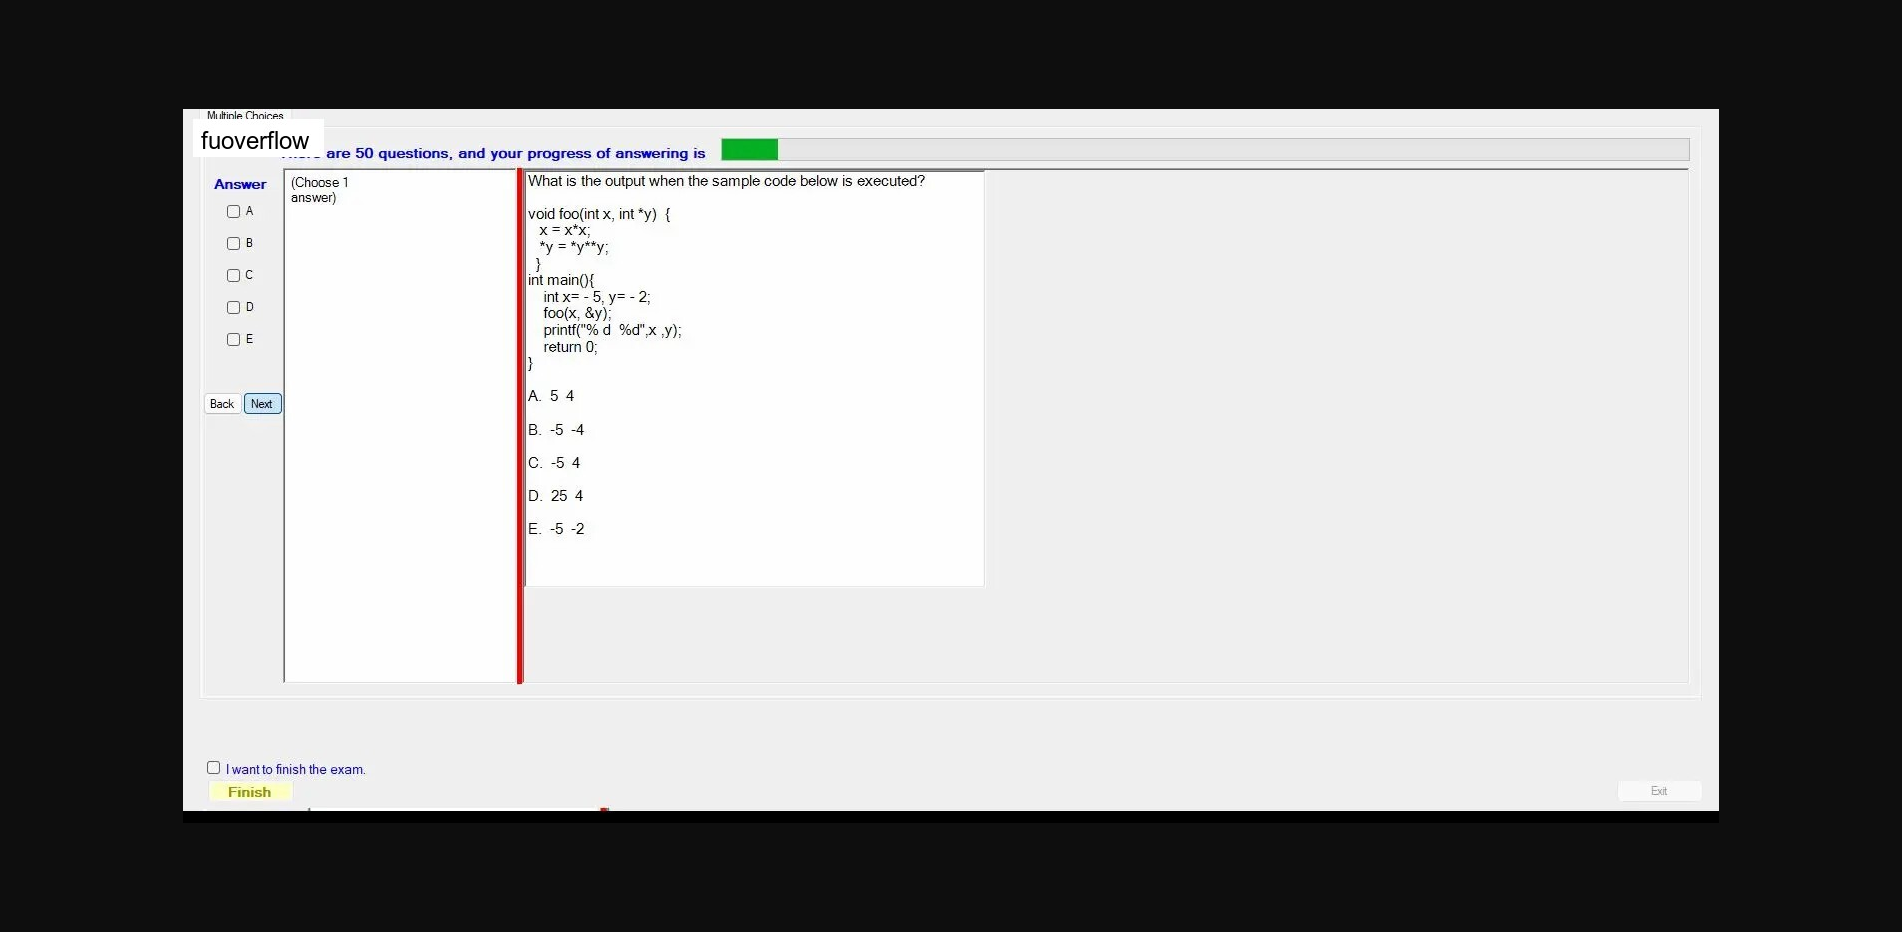 Multiple Choices
fuoverflow
are 50 questions, and your progress of answering is
Answer
(Choose 1
answer)
A
B
C
D
E
Back
Next
What is the output when the sample code below is executed?
void foo(int x, int *y) {
x = x*x;
*y = *y**y;
}
int main(){
int x= - 5, y= - 2;
foo(x, &y);
printf("% d %d",x ,y);
return 0;
}
A. 5 4
B. -5 -4
C. -5 4
D. 25 4
E. -5 -2
I want to finish the exam.
Finish
Exit